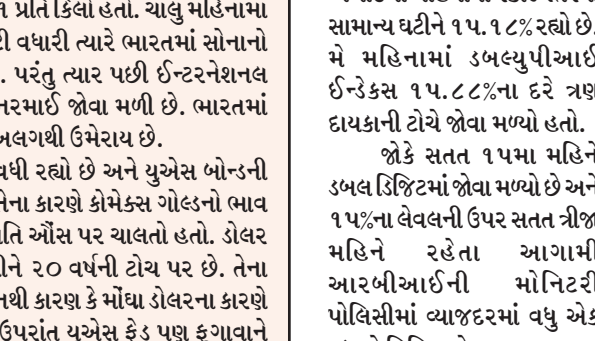 પ્રતિ કિલો હતો. ચાલુ મહિનામાં
વધારી ત્યારે ભારતમાં સોનાનો
પરંતુ ત્યાર પછી ઈન્ટરનેશનલ
નરમાઈ જોવા મળી છે. ભારતમાં
અલગથી ઉમેરાય છે.
વધી રહ્યો છે અને યુએસ બોન્ડની
તેના કારણે કોમેક્સ ગોલ્ડનો ભાવ
પ્રતિ ઔંસ પર ચાલતો હતો. ડોલર
૨૦ વર્ષની ટોચ પર છે. તેના
નથી કારણ કે મોંઘા ડોલરના કારણે
ઉપરાંત યુએસ ફેડ પણ ફુગાવાને
સામાન્ય ઘટીને ૧૫.૧૮% રહ્યો છે.
મે મહિનામાં ડબલ્યુપીઆઈ
ઈન્ડેકસ ૧૫.૮૮%ના દરે ત્રણ
દાયકાની ટોચે જોવા મળ્યો હતો.
જોકે સતત ૧૫મા મહિને
ડબલ ડિજિટમાં જોવા મળ્યો છે અને
૧૫%ના લેવલની ઉપર સતત ત્રીજા
મહિને રહેતા આગામી
આરબીઆઈની મોનિટરી
પોલિસીમાં વ્યાજદરમાં વધુ એક